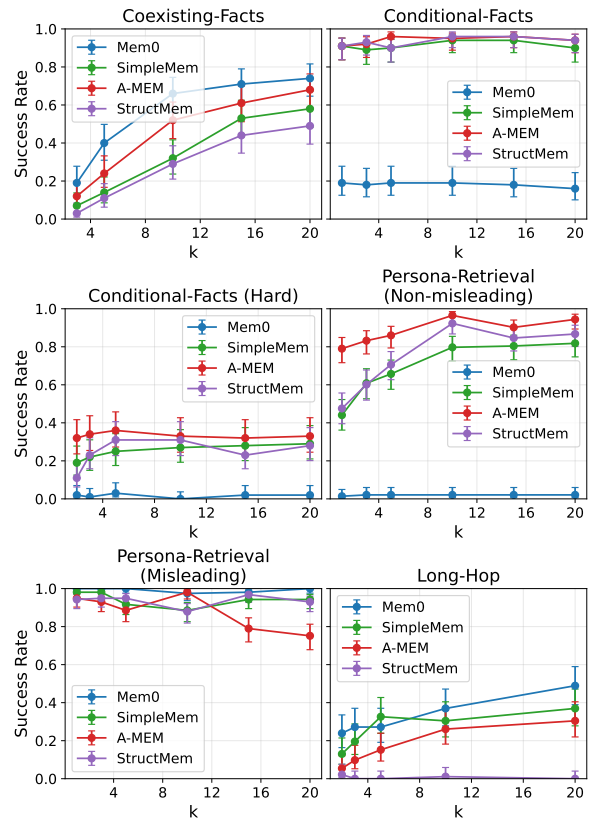 Coexisting-Facts
Success Rate
1.0
0.8
0.6
0.4
0.2
0.0
Mem0
SimpleMem
A-MEM
StructMem
4 8 12 16 20
k
Conditional-Facts
Mem0
SimpleMem
A-MEM
StructMem
4 8 12 16 20
k
Conditional-Facts (Hard)
Success Rate
1.0
0.8
0.6
0.4
0.2
0.0
Mem0
SimpleMem
A-MEM
StructMem
4 8 12 16 20
k
Persona-Retrieval
(Non-misleading)
Mem0
SimpleMem
A-MEM
StructMem
4 8 12 16 20
k
Persona-Retrieval
(Misleading)
Success Rate
1.0
0.8
0.6
0.4
0.2
0.0
Mem0
SimpleMem
A-MEM
StructMem
4 8 12 16 20
k
Long-Hop
Mem0
SimpleMem
A-MEM
StructMem
4 8 12 16 20
k